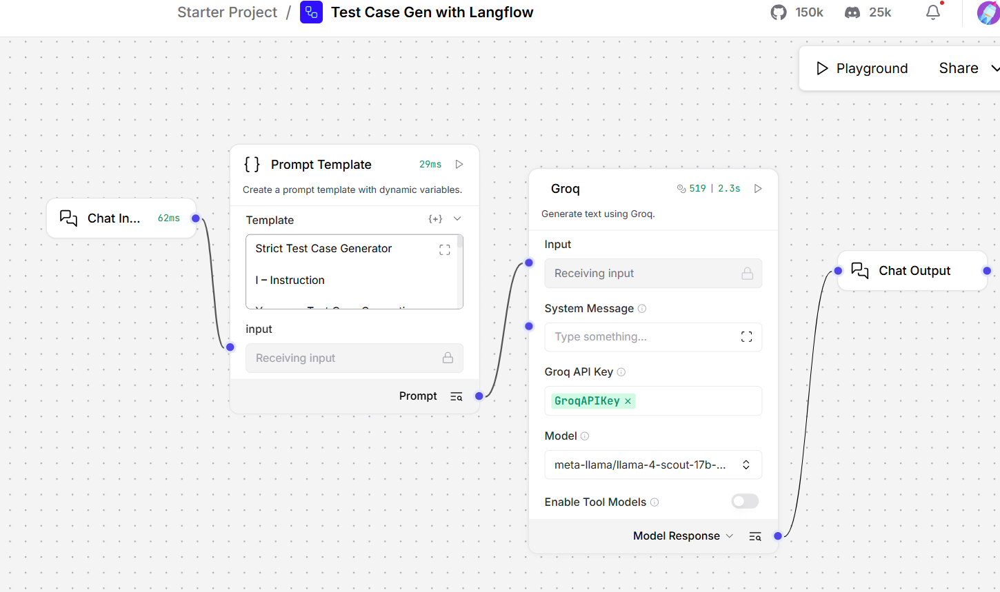 Starter Project / Test Case Gen with Langflow
150k
25k
Playground
Share
Chat In...
62ms
Prompt Template
29ms
Create a prompt template with dynamic variables.
Template
Strict Test Case Generator
I – Instruction
input
Receiving input
Prompt
Groq
519 | 2.3s
Generate text using Groq.
Input
Receiving input
System Message
Type something...
Groq API Key
GroqAPIKey ×
Model
meta-llama/llama-4-scout-17b-...
Enable Tool Models
Model Response
Chat Output